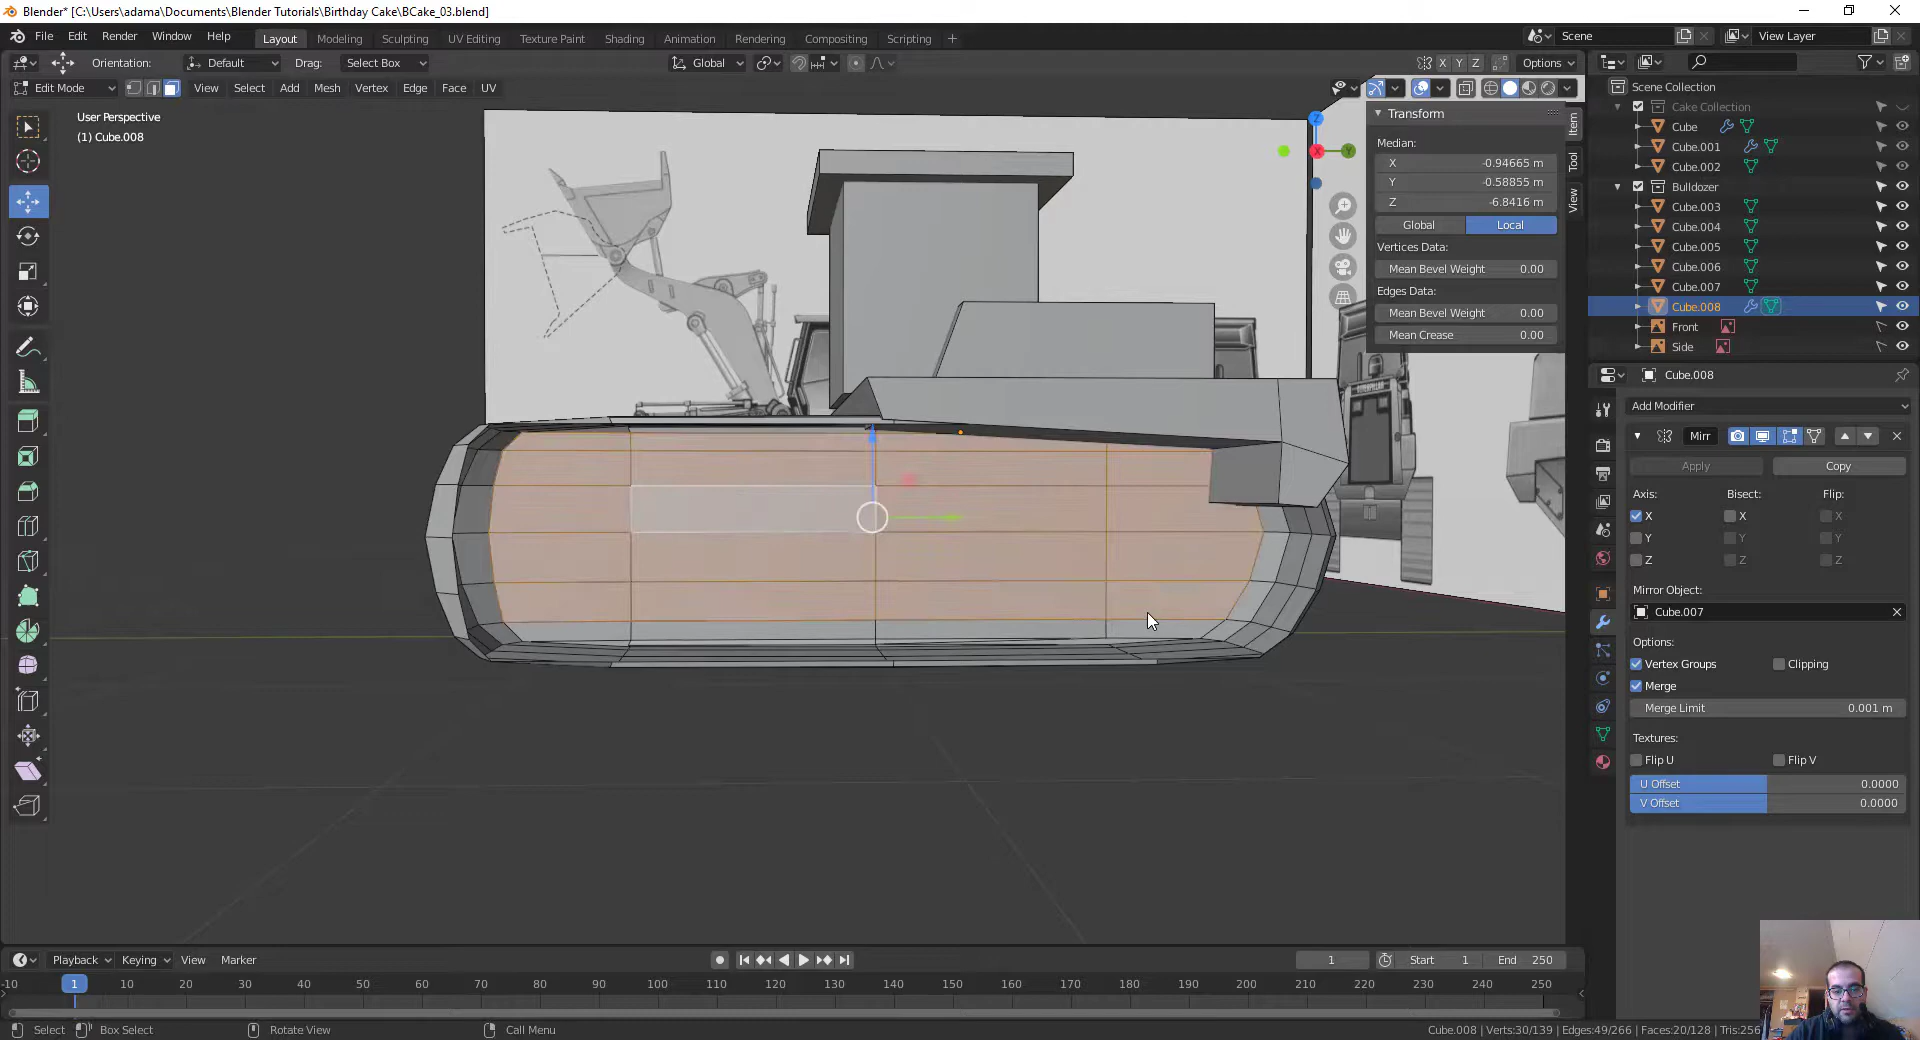 Blender* [C:\Users\adama\Documents\Blender Tutorials\Birthday Cake\BCake_03.blend]
File Edit Render Window Help Layout Modeling Sculpting UV Editing Texture Paint Shading Animation Rendering Compositing Scripting + Scene View Layer
Orientation: Default Drag: Select Box Global X Y Z Options
Edit Mode View Select Add Mesh Vertex Edge Face UV
User Perspective
(1) Cube.008
Z
X
Y
Transform
Median:
X -0.94665 m
Y -0.58855 m
Z -6.8416 m
Global Local
Vertices Data:
Mean Bevel Weight 0.00
Edges Data:
Mean Bevel Weight 0.00
Mean Crease 0.00
Item
Tool
View
Scene Collection
Cake Collection
Cube
Cube.001
Cube.002
Bulldozer
Cube.003
Cube.004
Cube.005
Cube.006
Cube.007
Cube.008
Front
Side
Cube.008
Add Modifier
Mirr
Apply Copy
Axis: Bisect: Flip:
X X X
Y Y Y
Z Z Z
Mirror Object:
Cube.007
Options:
Vertex Groups Clipping
Merge
Merge Limit 0.001 m
Textures:
Flip U Flip V
U Offset 0.0000
V Offset 0.0000
Playback Keying View Marker 1 Start 1 End 250
-10 1 10 20 30 40 50 60 70 80 90 100 110 120 130 140 150 160 170 180 190 200 210 220 230 240 250
Select Box Select Rotate View Call Menu Cube.008 | Verts:30/139 | Edges:49/266 | Faces:20/128 | Tris:256